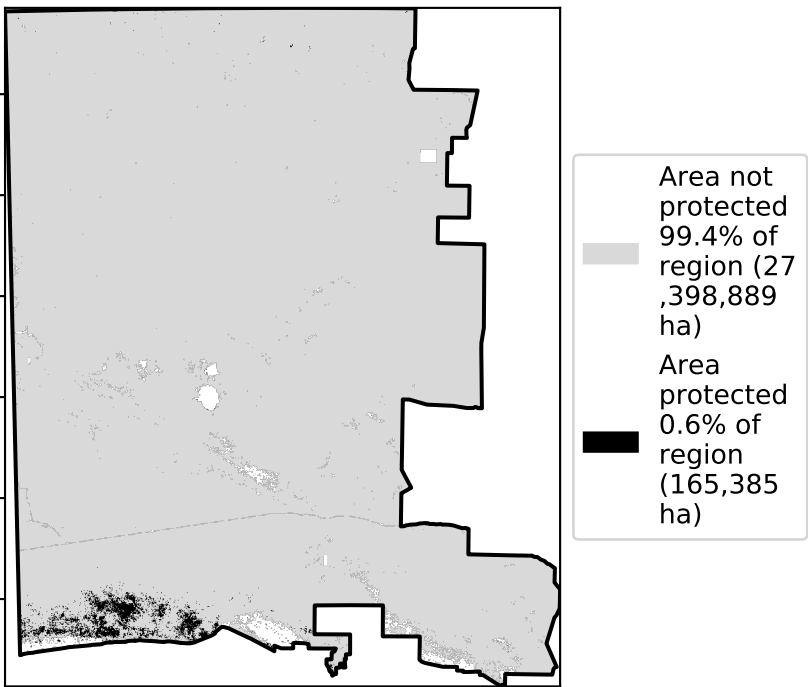 Area not
protected
99.4% of
region (27
,398,889
ha)
Area
protected
0.6% of
region
(165,385
ha)